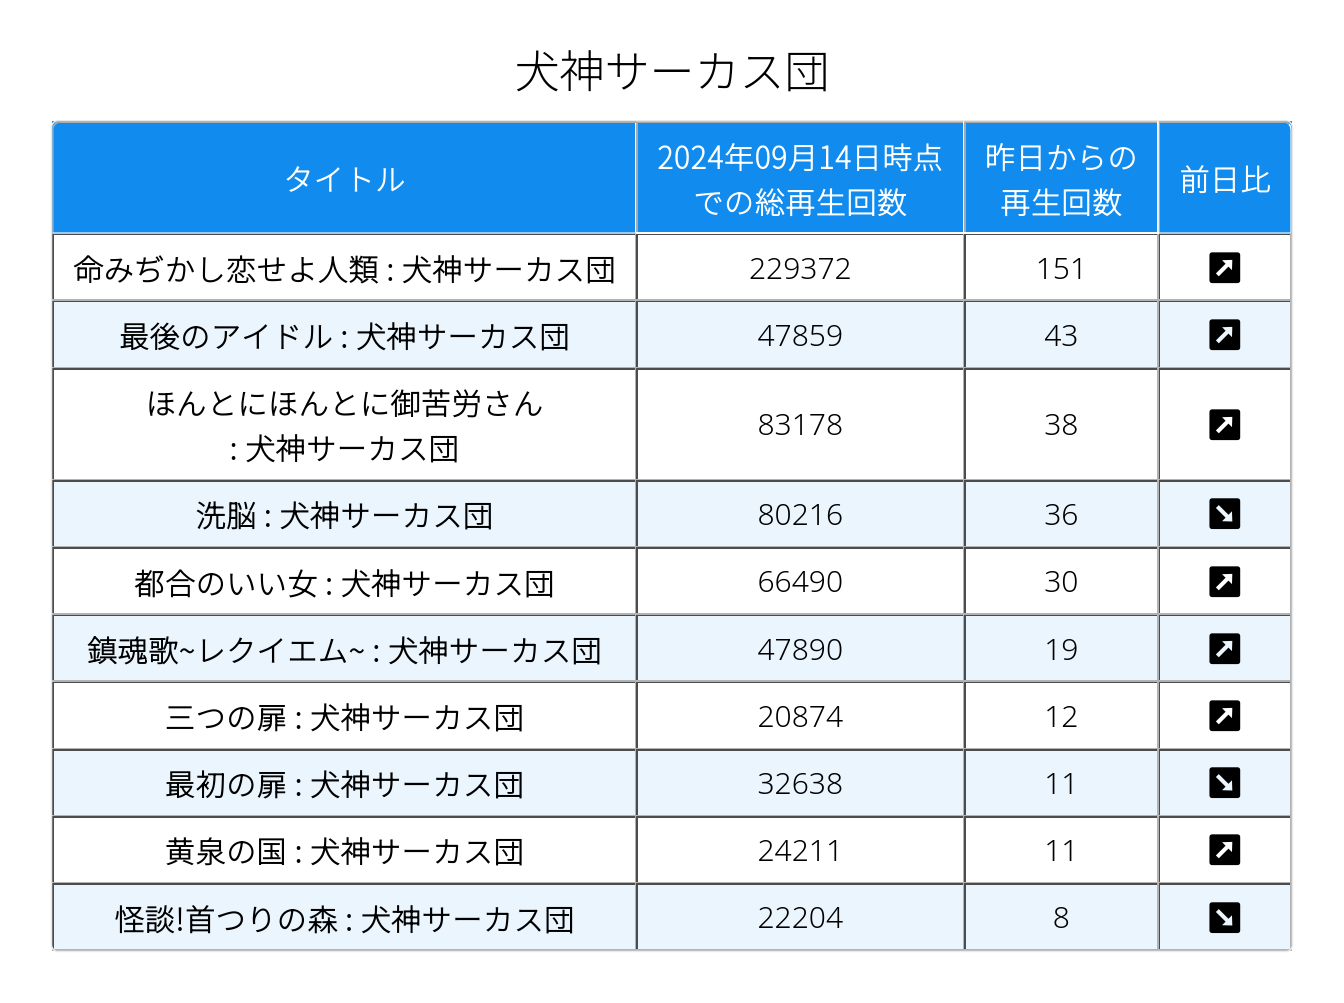 犬神サーカス団
タイトル
2024年09月14日時点
での総再生回数
昨日からの
再生回数
前日比
命みぢかし恋せよ人類 : 犬神サーカス団 229372 151 ↗
最後のアイドル : 犬神サーカス団 47859 43 ↗
ほんとにほんとに御苦労さん
: 犬神サーカス団 83178 38 ↗
洗脳 : 犬神サーカス団 80216 36 ↘
都合のいい女 : 犬神サーカス団 66490 30 ↗
鎮魂歌~レクイエム~ : 犬神サーカス団 47890 19 ↗
三つの扉 : 犬神サーカス団 20874 12 ↗
最初の扉 : 犬神サーカス団 32638 11 ↘
黄泉の国 : 犬神サーカス団 24211 11 ↗
怪談!首つりの森 : 犬神サーカス団 22204 8 ↘